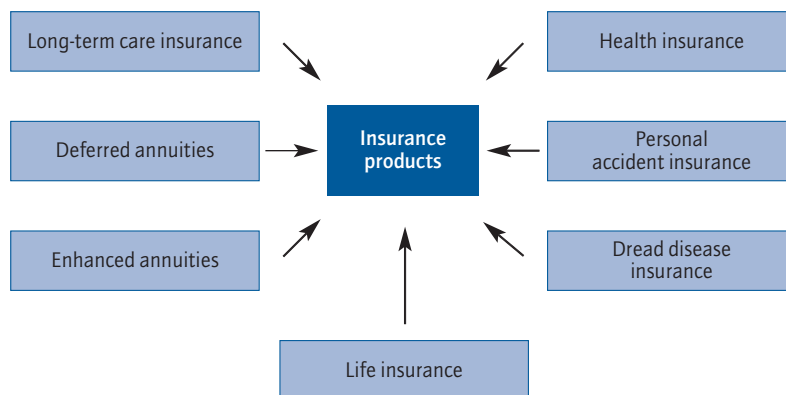 Long-term care insurance
Health insurance
Insurance
products
Deferred annuities
Personal
accident insurance
Enhanced annuities
Dread disease
insurance
Life insurance